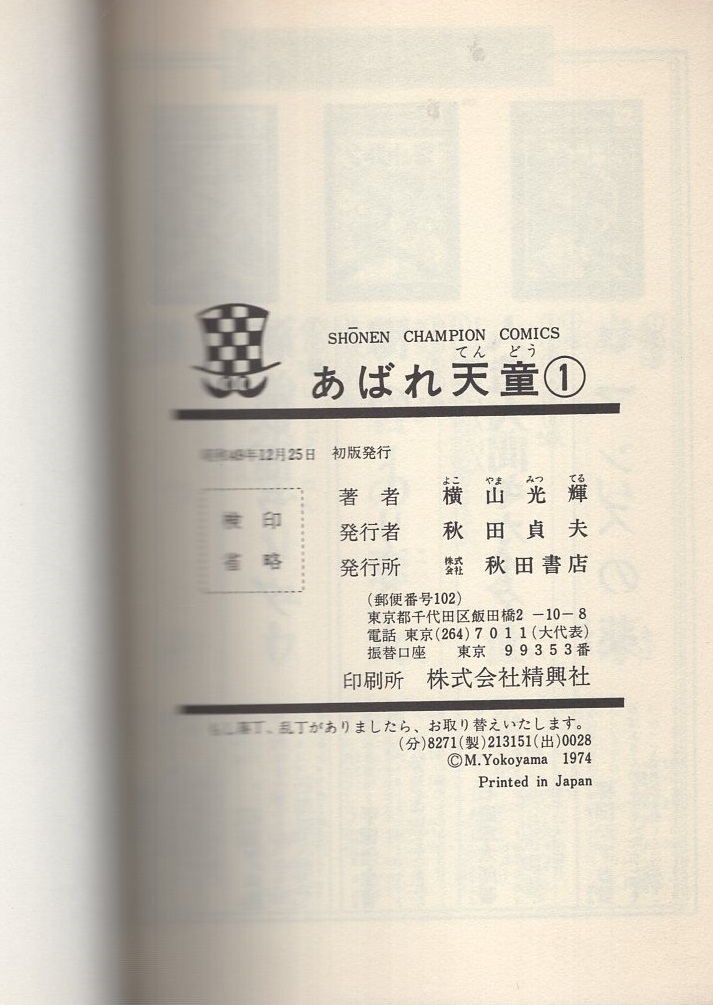 SHŌNEN CHAMPION COMICS
てん どう
あばれ天童①
昭和49年12月25日 初版発行
検印
省略
よこ やま みつ てる
著者 横山光輝
発行者 秋田貞夫
発行所 株式会社 秋田書店
(郵便番号102)
東京都千代田区飯田橋2-10-8
電話 東京(264)7011(大代表)
振替口座 東京 99353番
印刷所 株式会社精興社
もし落丁、乱丁がありましたら、お取り替えいたします。
(分)8271(製)213151(出)0028
©M.Yokoyama 1974
Printed in Japan